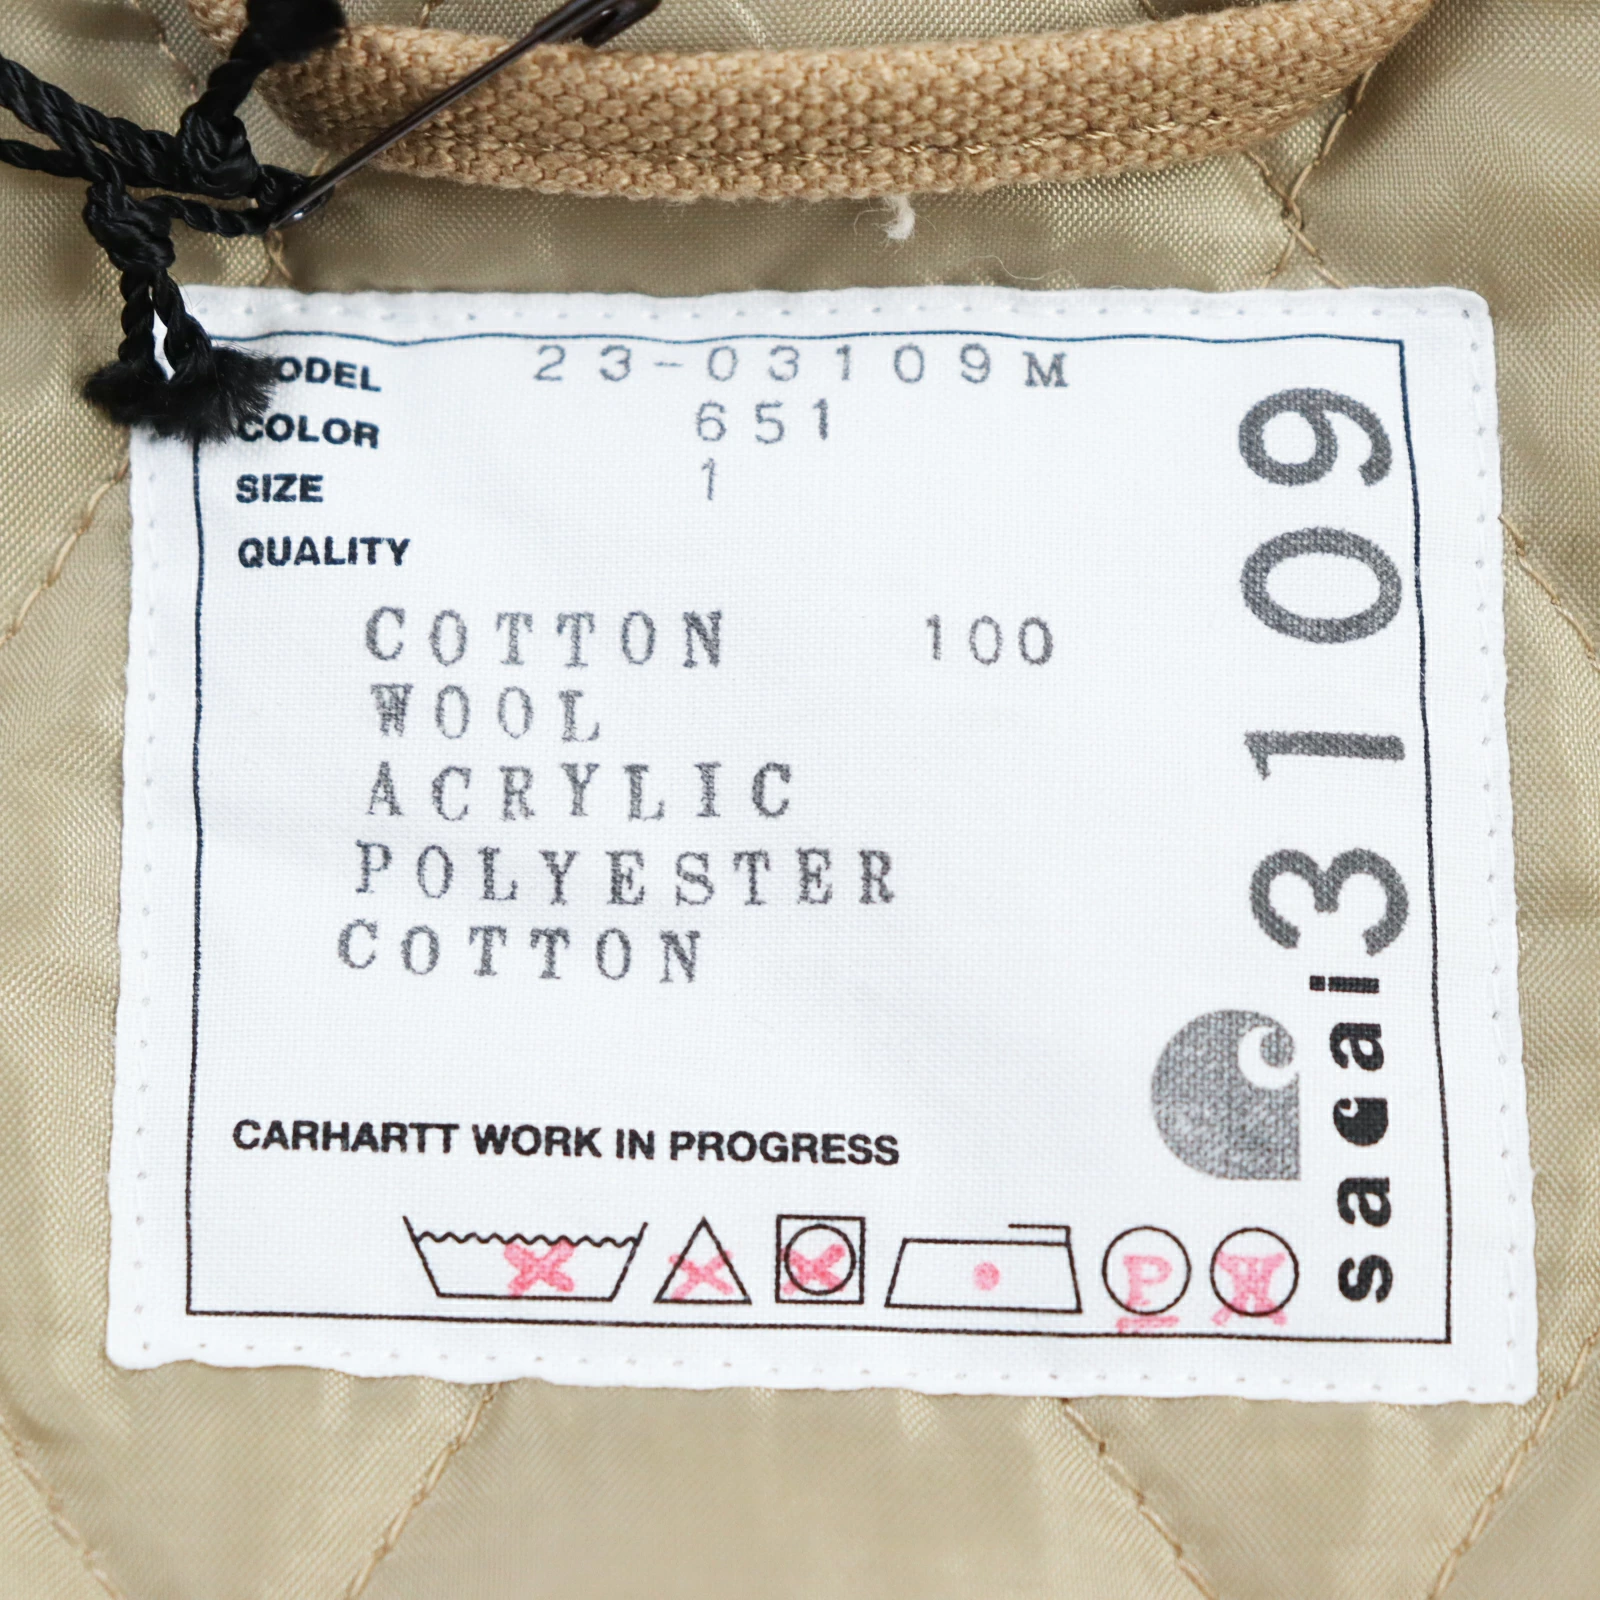 MODEL 23-03109M
COLOR 651
SIZE 1
QUALITY
COTTON 100
WOOL
ACRYLIC
POLYESTER
COTTON
CARHARTT WORK IN PROGRESS
P
W
sacai
03109